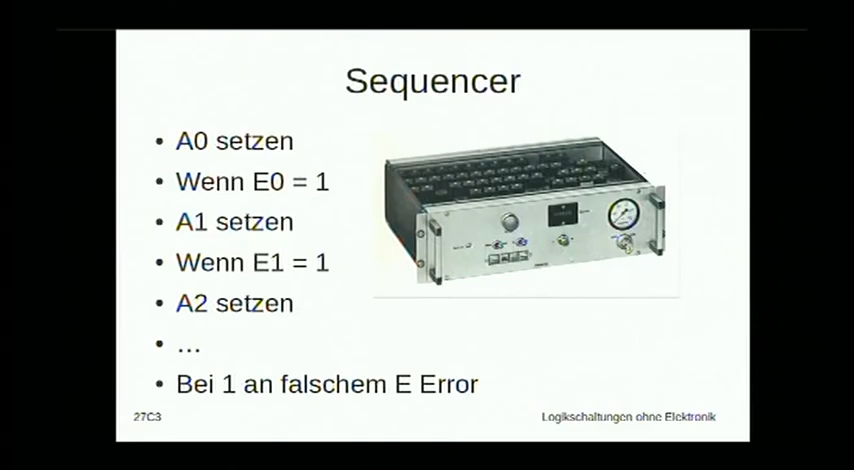 Sequencer
• A0 setzen
• Wenn E0 = 1
• A1 setzen
• Wenn E1 = 1
• A2 setzen
• ...
• Bei 1 an falschem E Error
27C3
Logikschaltungen ohne Elektronik